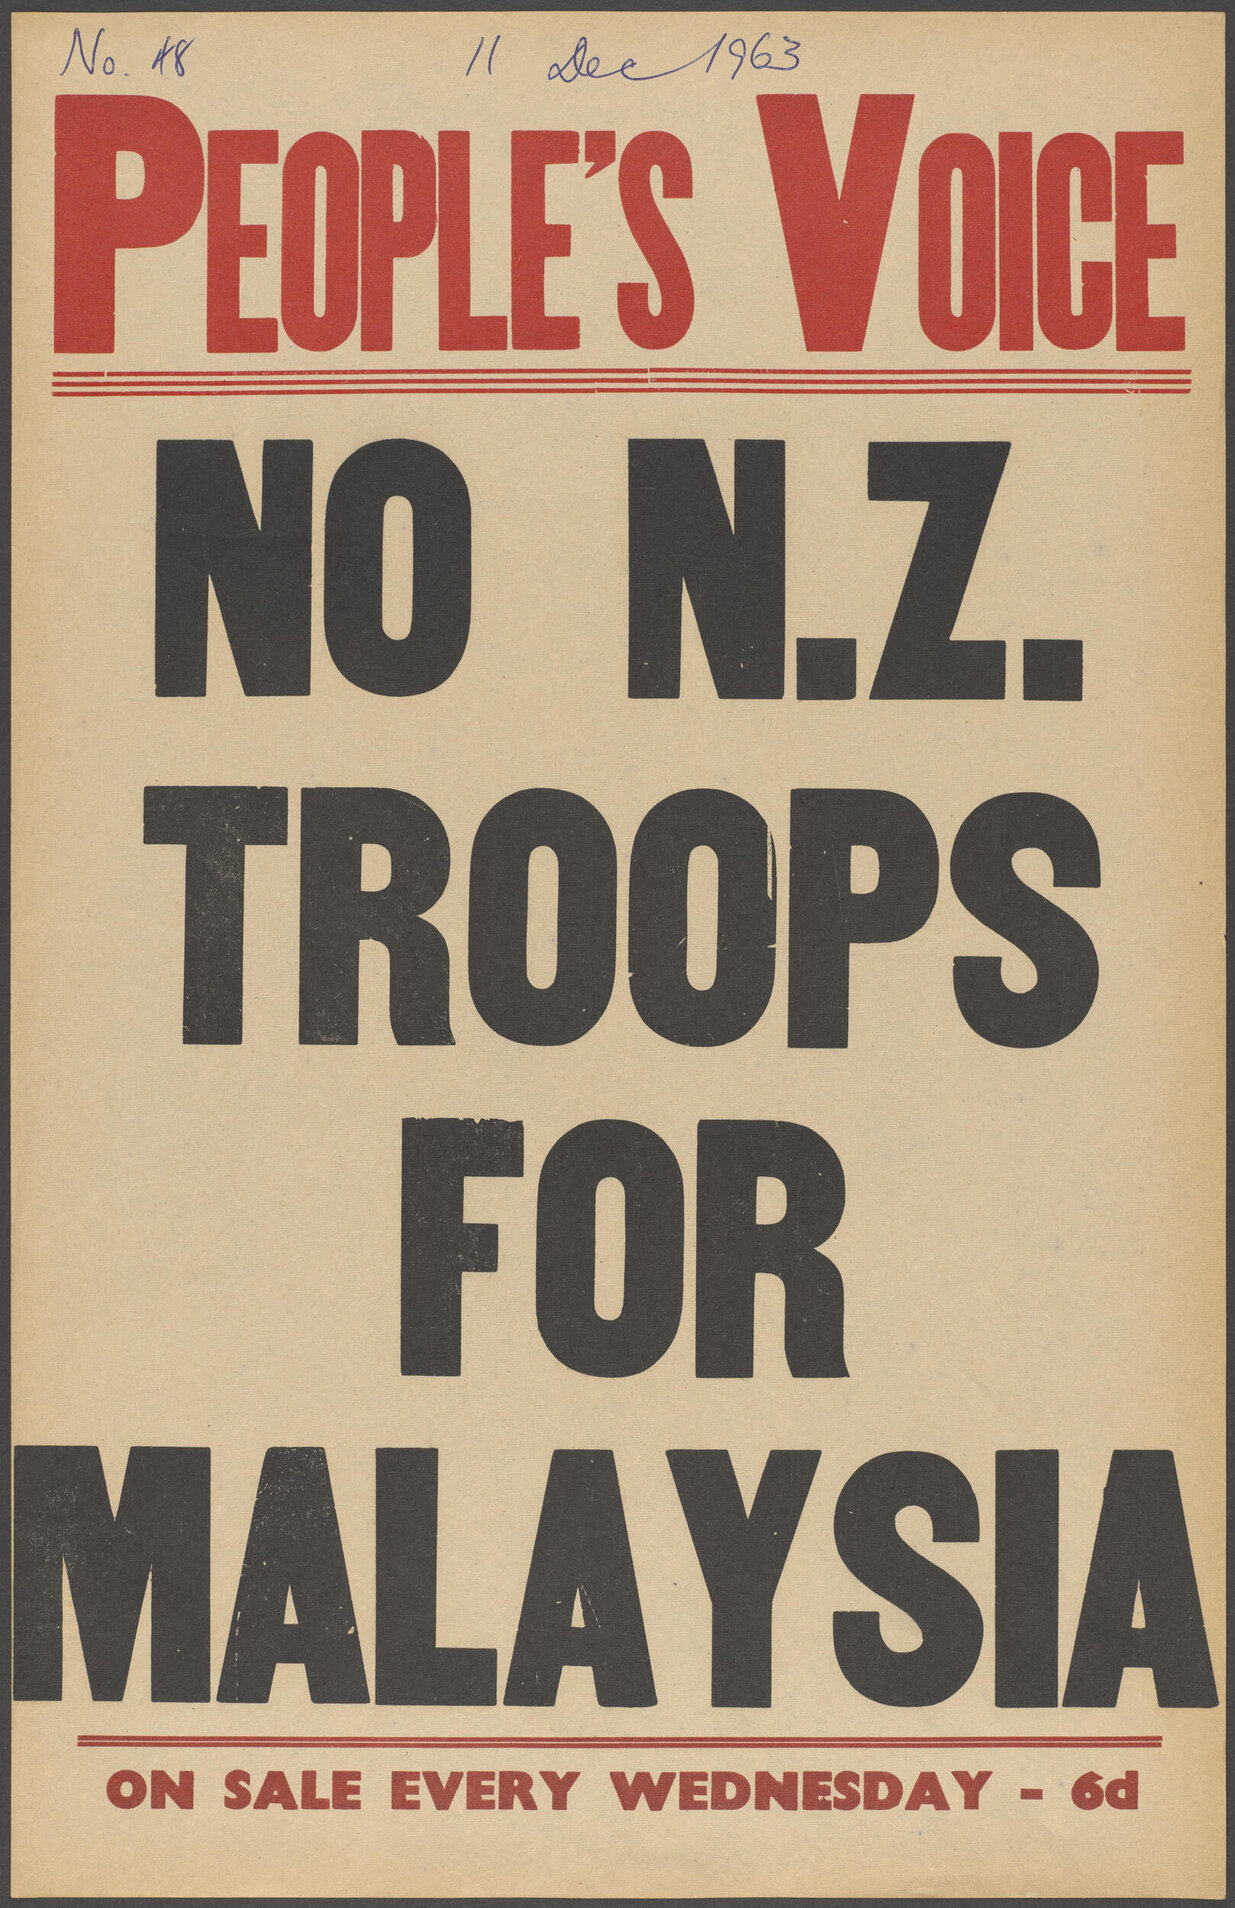 No. 48 11 Dec 1963
PEOPLE'S VOICE
NO N.Z.
TROOPS
FOR
MALAYSIA
ON SALE EVERY WEDNESDAY - 6d